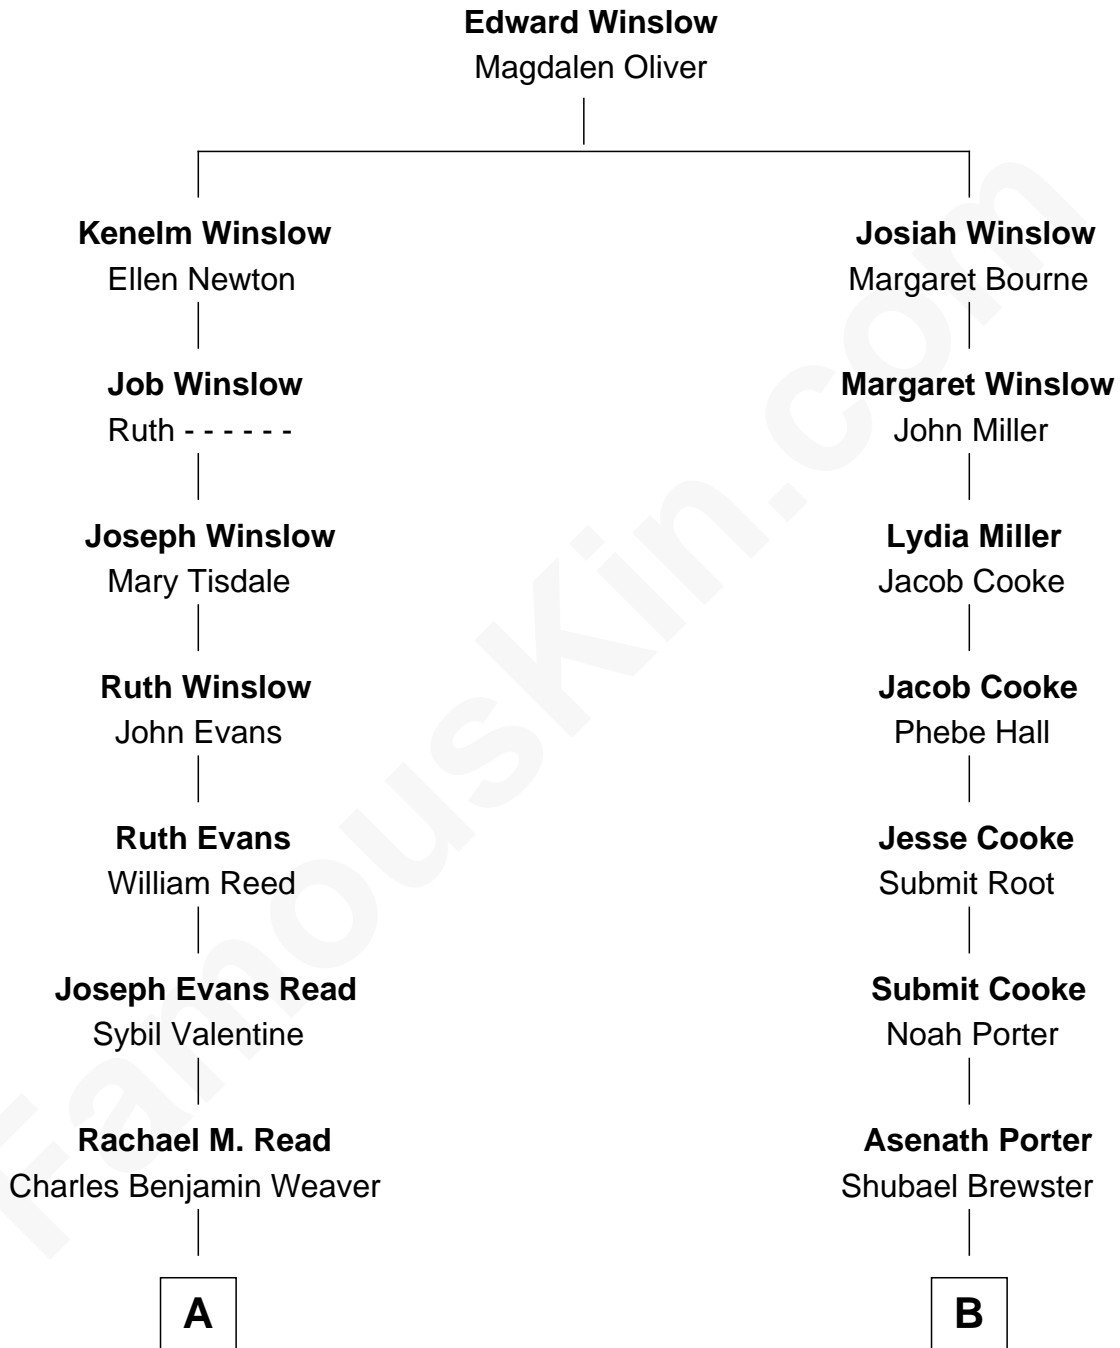 Edward Winslow
Magdalen Oliver
Kenelm Winslow
Ellen Newton
Josiah Winslow
Margaret Bourne
Job Winslow
Ruth - - - - - -
Margaret Winslow
John Miller
Joseph Winslow
Mary Tisdale
Lydia Miller
Jacob Cooke
Ruth Winslow
John Evans
Jacob Cooke
Phebe Hall
Ruth Evans
William Reed
Jesse Cooke
Submit Root
Joseph Evans Read
Sybil Valentine
Submit Cooke
Noah Porter
Rachael M. Read
Charles Benjamin Weaver
Asenath Porter
Shubael Brewster
A
B
FamousKin.com